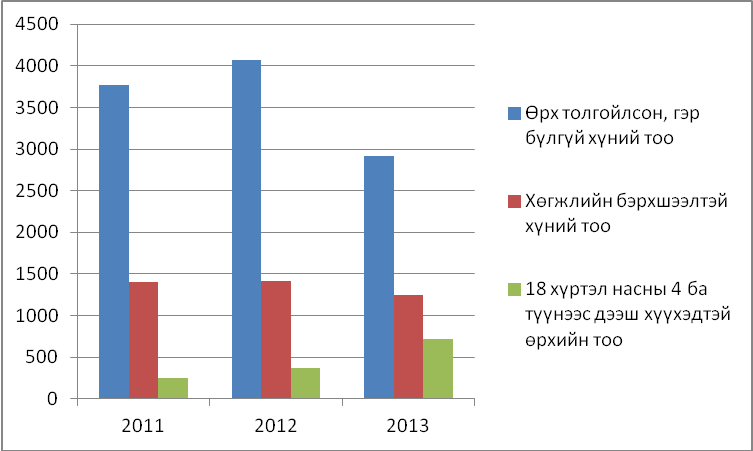 4500
4000
3500
3000
2500
2000
1500
1000
500
0
2011 2012 2013
Өрх толгойлсон, гэр
бүлгүй хүний тоо
Хөгжлийн бэрхшээлтэй
хүний тоо
18 хүртэл насны 4 ба
түүнээс дээш хүүхэдтэй
өрхийн тоо